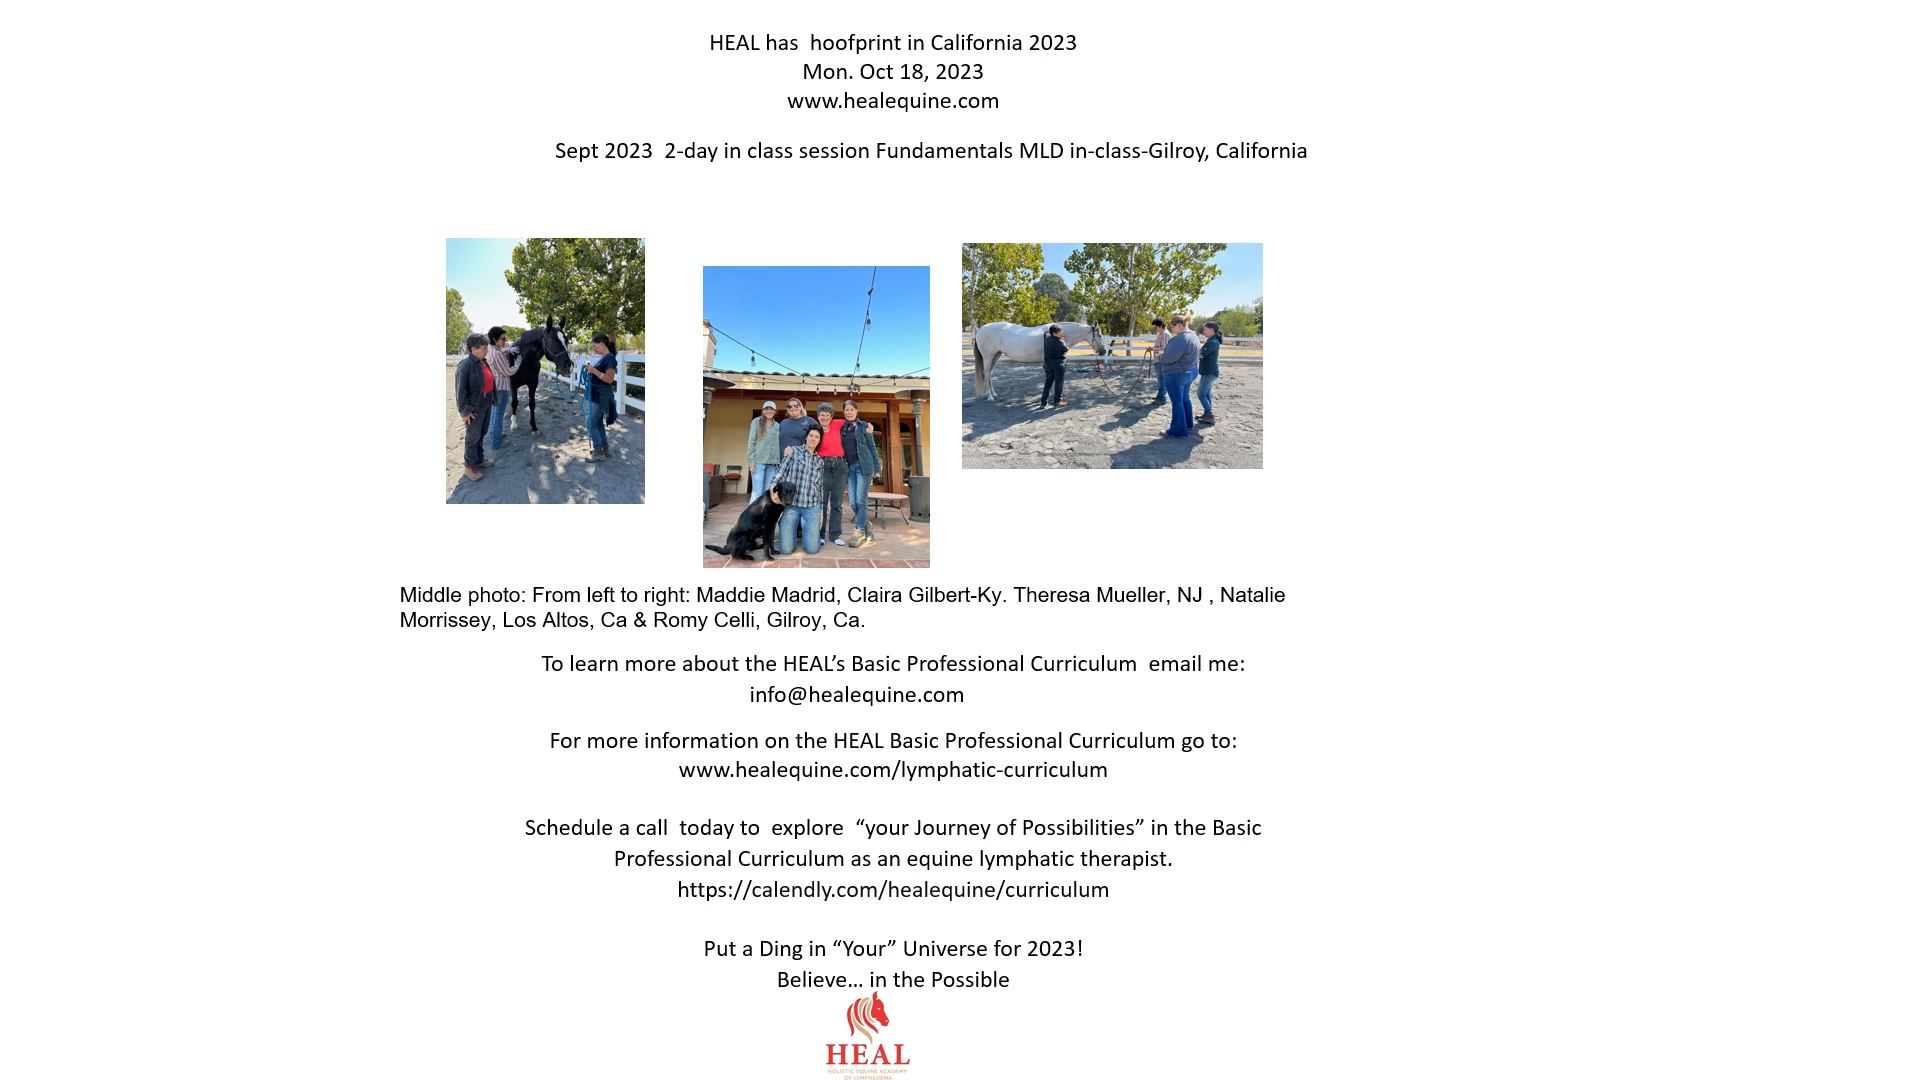 HEAL has  hoofprint in California 2023
Mon. Oct 18, 2023
www.healequine.com
Sept 2023  2-day in class session Fundamentals MLD in-class-Gilroy, California
Middle photo: From left to right: Maddie Madrid, Claira Gilbert-Ky. Theresa Mueller, NJ , Natalie
Morrissey, Los Altos, Ca & Romy Celli, Gilroy, Ca.
To learn more about the HEAL’s Basic Professional Curriculum  email me:
info@healequine.com
For more information on the HEAL Basic Professional Curriculum go to:
www.healequine.com/lymphatic-curriculum
Schedule a call  today to  explore  “your Journey of Possibilities” in the Basic
Professional Curriculum as an equine lymphatic therapist.
https://calendly.com/healequine/curriculum
Put a Ding in “Your” Universe for 2023!
Believe… in the Possible
HEAL
HOLISTIC EQUINE ACADEMY
OF LYMPHEDEMA